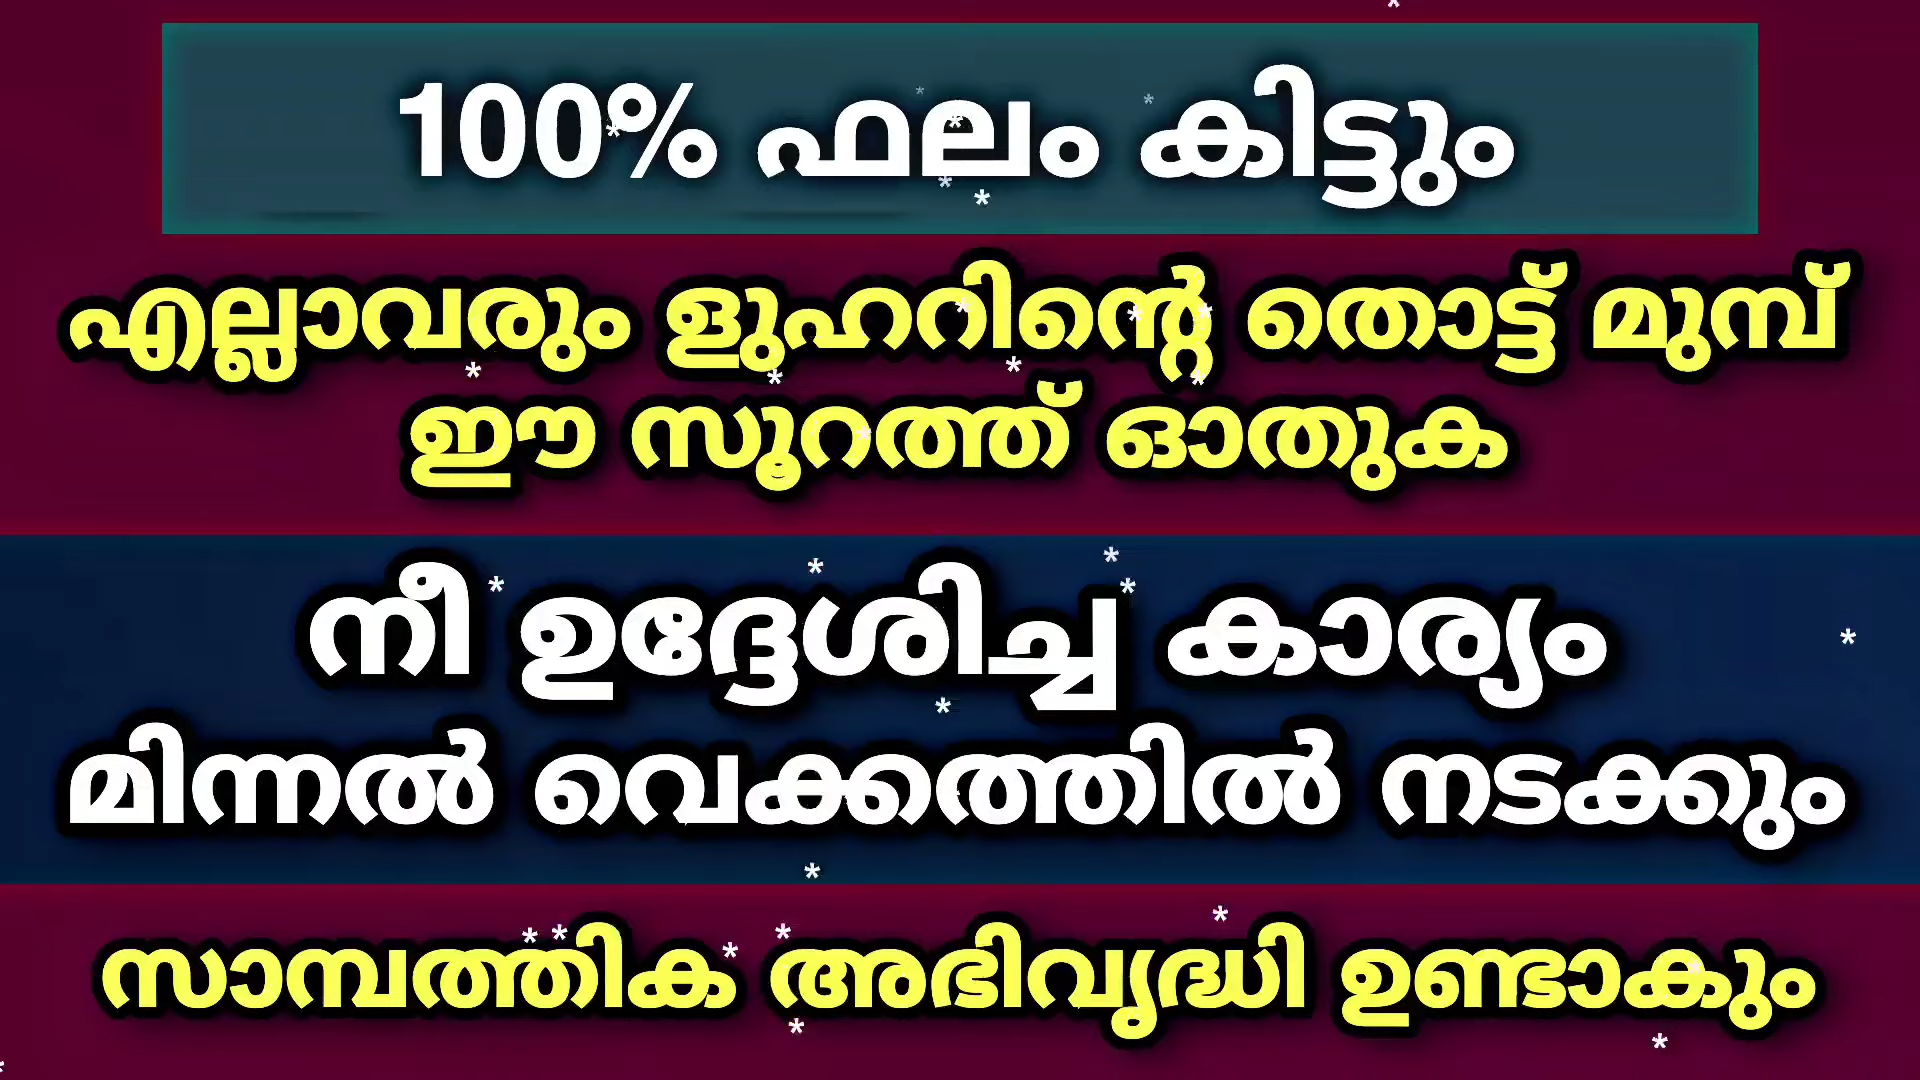 100% ഫലം കിട്ടും
എല്ലാവരും ളുഹറിന്റെ തൊട്ട് മുമ്പ്
ഈ സൂറത്ത് ഓതുക
നീ ഉദ്ദേശിച്ച കാര്യം
മിന്നൽ വെക്കത്തിൽ നടക്കും
സാമ്പത്തിക അഭിവൃദ്ധി ഉണ്ടാകും